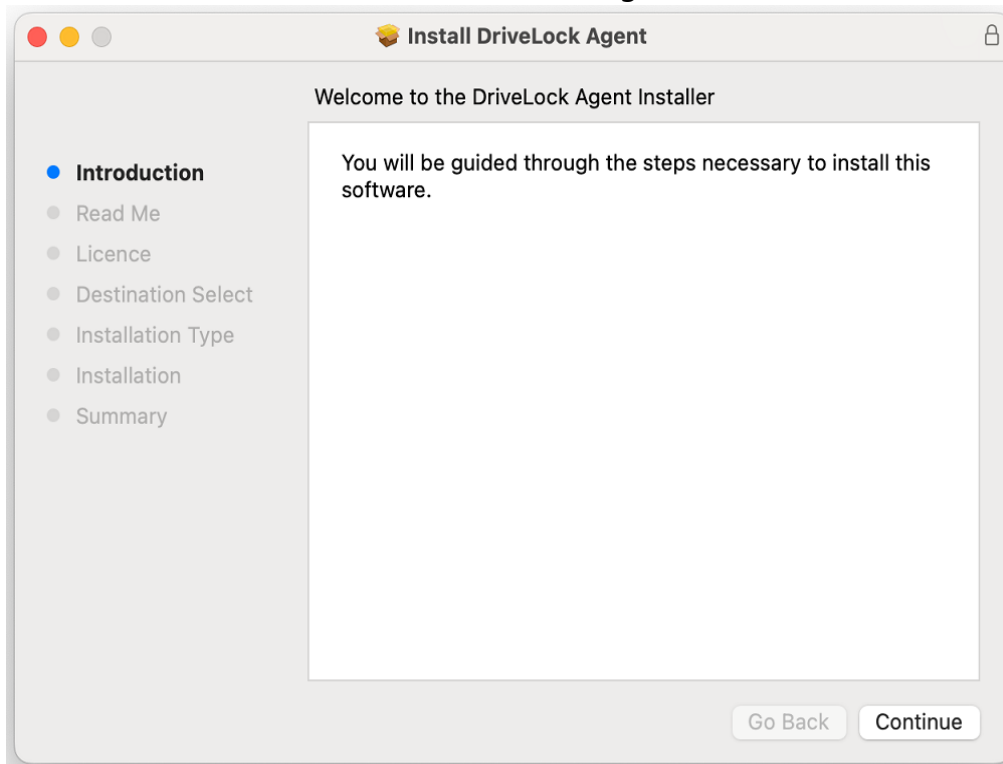 Install DriveLock Agent
Welcome to the DriveLock Agent Installer
You will be guided through the steps necessary to install this
software.
Introduction
Read Me
Licence
Destination Select
Installation Type
Installation
Summary
Go Back
Continue